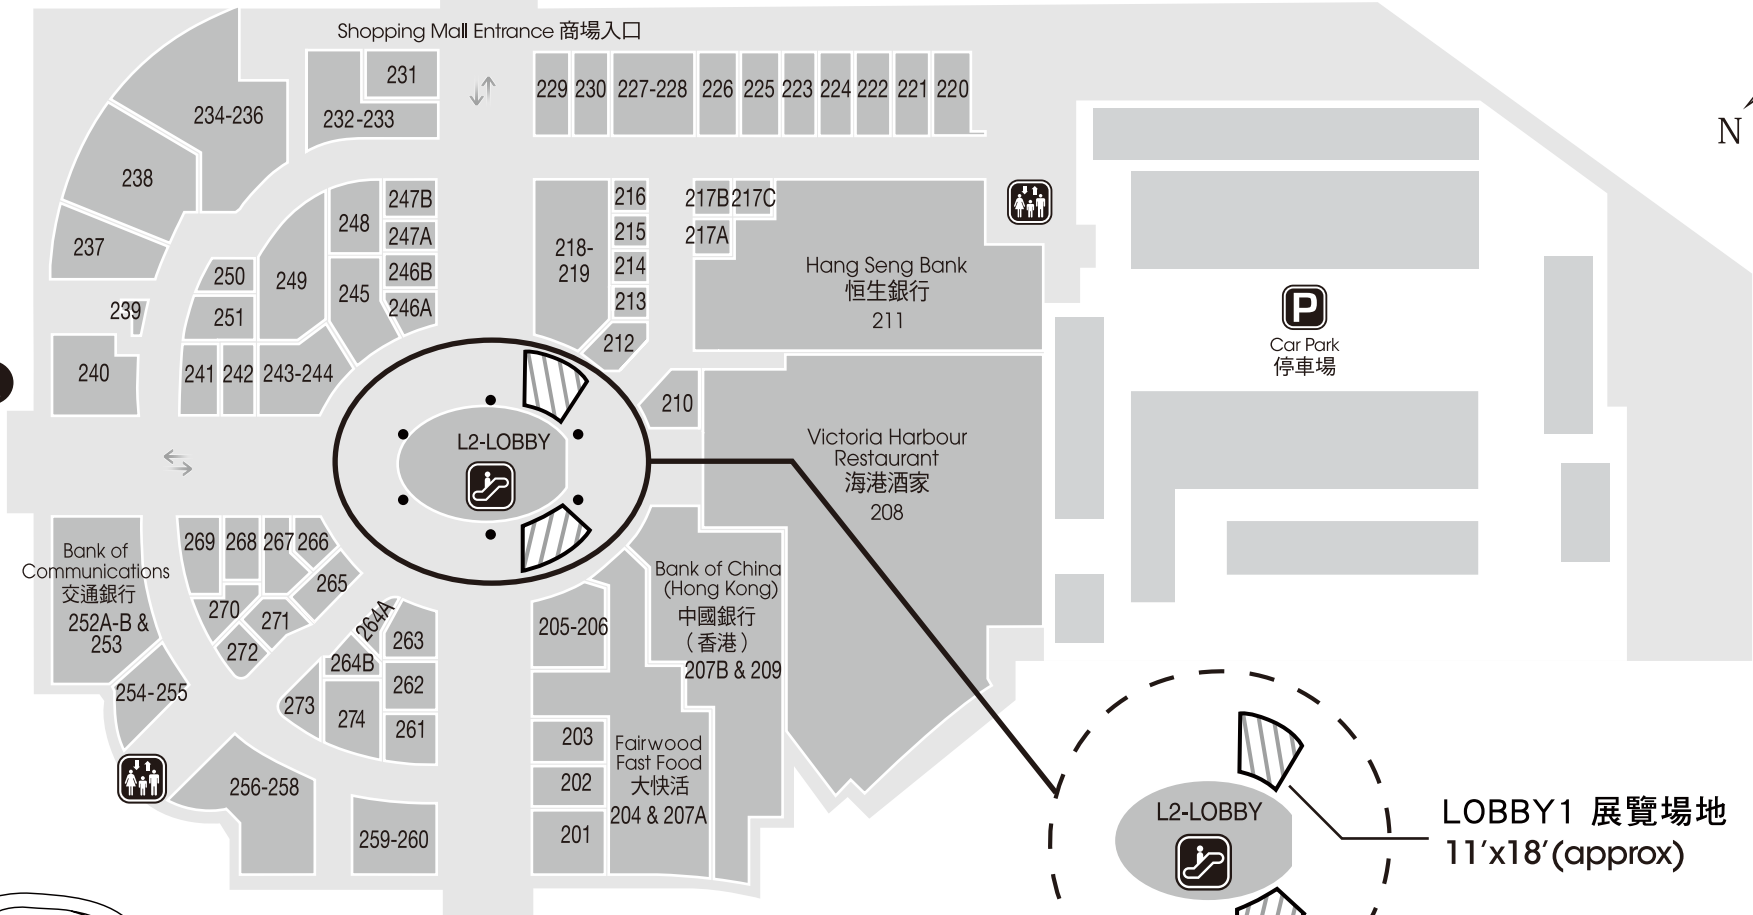 Shopping Mall Entrance 商場入口
231
232-233
234-236
229
230
227-228
226
225
223
224
222
221
220
N
238
237
239
240
250
251
249
248
245
247B
247A
246B
246A
241
242
243-244
218-
219
216
215
214
213
212
217B
217C
217A
Hang Seng Bank
恒生銀行
211
P
Car Park
停車場
210
L2-LOBBY
Victoria Harbour
Restaurant
海港酒家
208
Bank of
Communications
交通銀行
252A-B &
253
254-255
269
268
267
266
265
270
271
272
264A
264B
263
262
261
273
274
256-258
259-260
205-206
203
202
201
Bank of China
(Hong Kong)
中國銀行
(香港)
207B & 209
Fairwood
Fast Food
大快活
204 & 207A
L2-LOBBY
LOBBY1 展覽場地
11'x18'(approx)